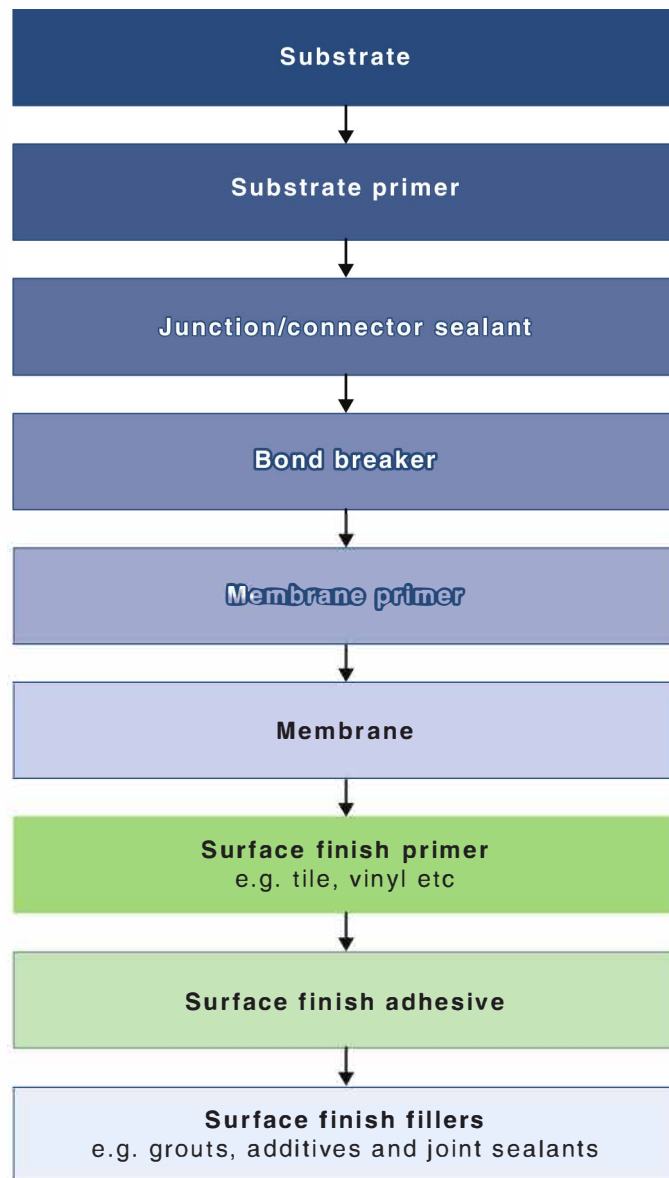 Substrate
Substrate primer
Junction/connector sealant
Bond breaker
Membrane primer
Membrane
Surface finish primer
e.g. tile, vinyl etc
Surface finish adhesive
Surface finish fillers
e.g. grouts, additives and joint sealants